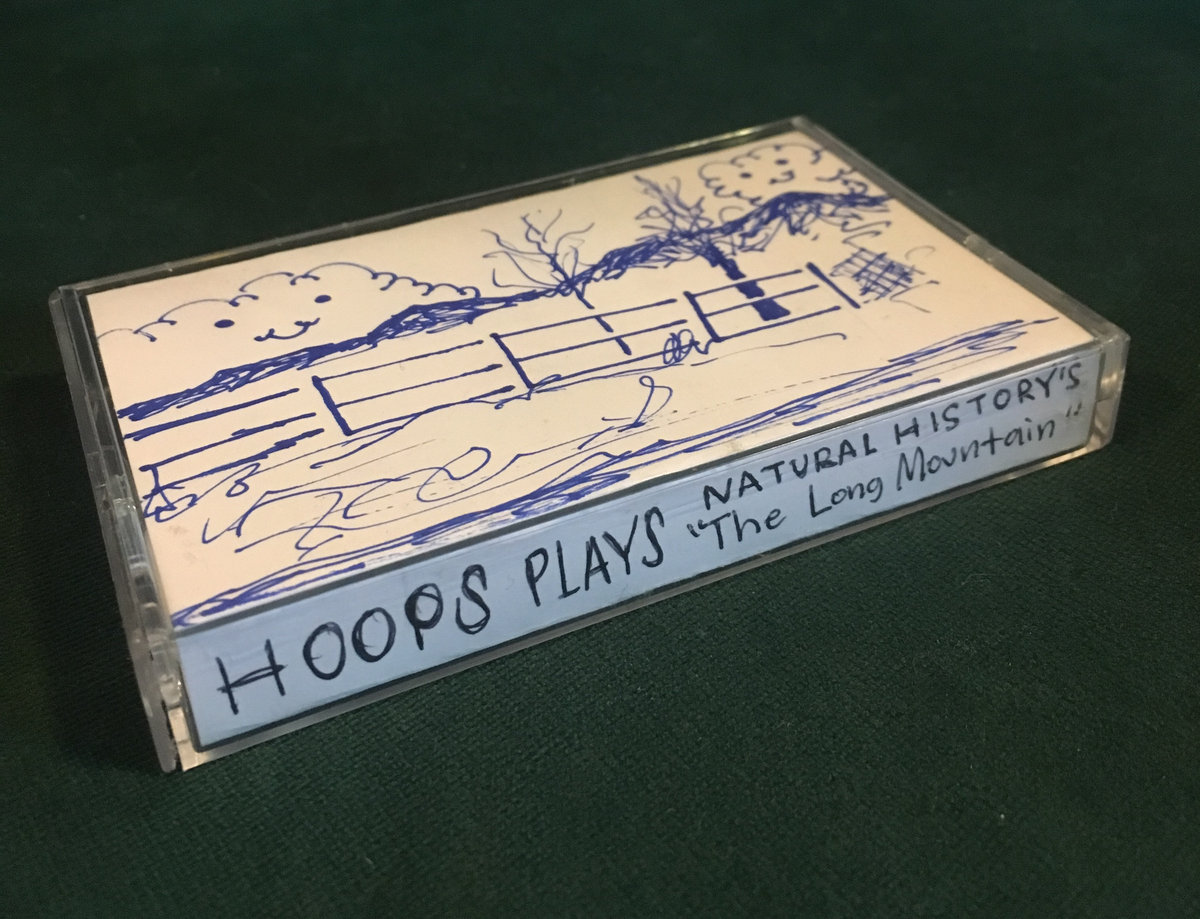 HOOPS PLAYS
NATURAL HISTORY'S
"The Long Mountain"